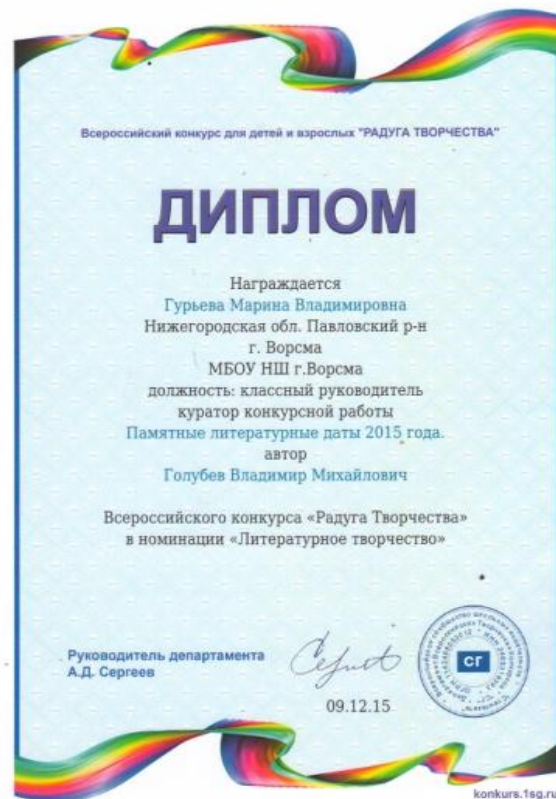 Всероссийский конкурс для детей и взрослых "РАДУГА ТВОРЧЕСТВА"
ДИПЛОМ
Награждается
Гурьева Марина Владимировна
Нижегородская обл. Павловский р-н
г. Ворсма
МБОУ НШ г.Ворсма
должность: классный руководитель
куратор конкурсной работы
Памятные литературные даты 2015 года.
автор
Голубев Владимир Михайлович
Всероссийского конкурса «Радуга Творчества»
в номинации «Литературное творчество»
Руководитель департамента
А.Д. Сергеев
СГ
09.12.15
konkurs.1sg.ru